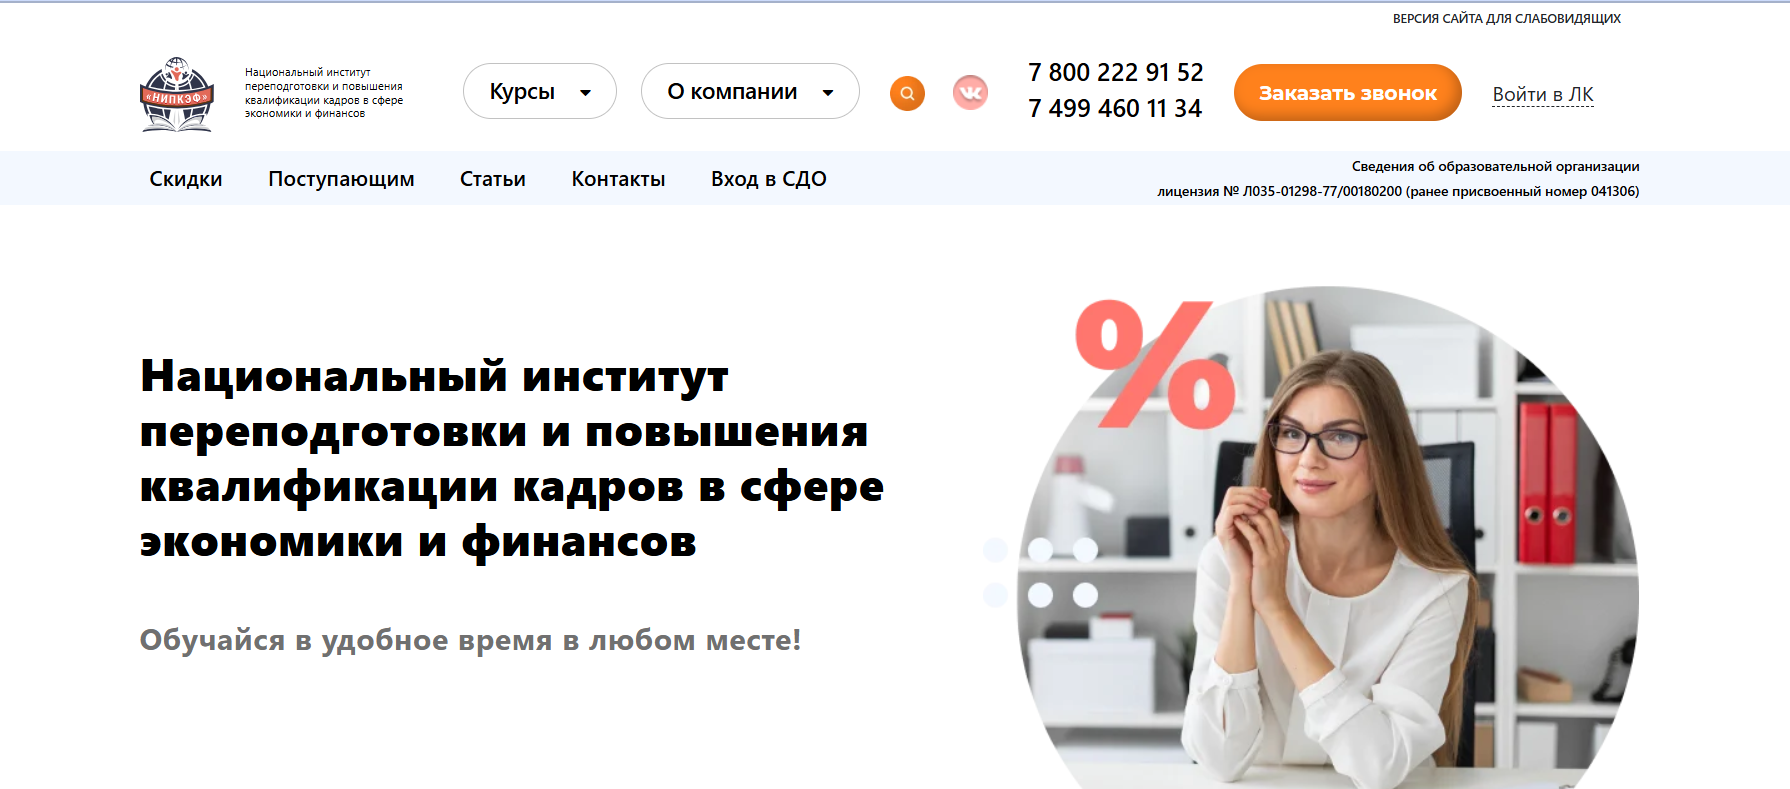 ВЕРСИЯ САЙТА ДЛЯ СЛАБОВИДЯЩИХ
«НИПКЭФ»
Национальный институт
переподготовки и повышения
квалификации кадров в сфере
экономики и финансов
Курсы
О компании
7 800 222 91 52
7 499 460 11 34
Заказать звонок
Войти в ЛК
Скидки
Поступающим
Статьи
Контакты
Вход в СДО
Сведения об образовательной организации
лицензия № Л035-01298-77/00180200 (ранее присвоенный номер 041306)
Национальный институт
переподготовки и повышения
квалификации кадров в сфере
экономики и финансов
%
Обучайся в удобное время в любом месте!